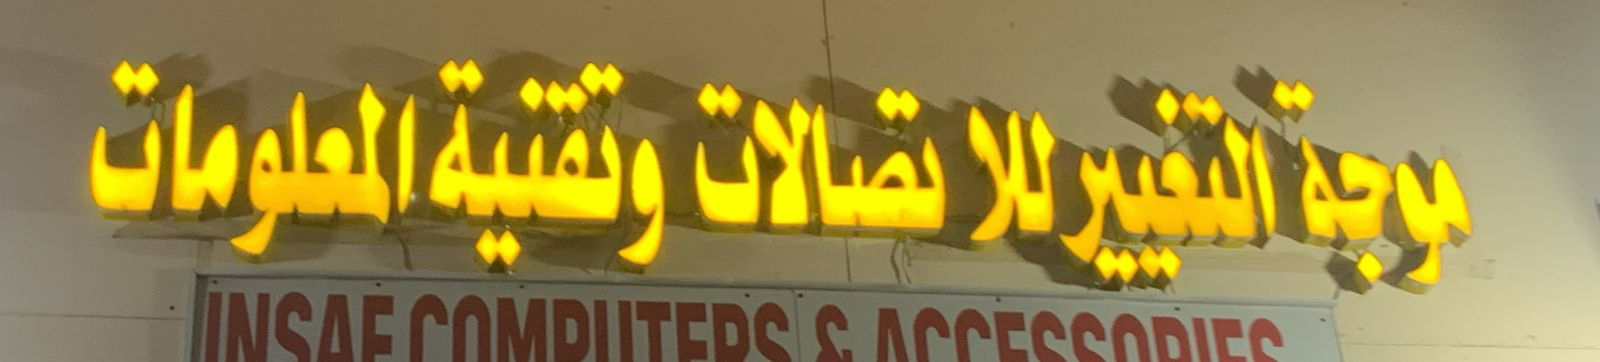 موجة التغيير للاتصالات وتقنية المعلومات
INSAF COMPUTERS & ACCESSORIES